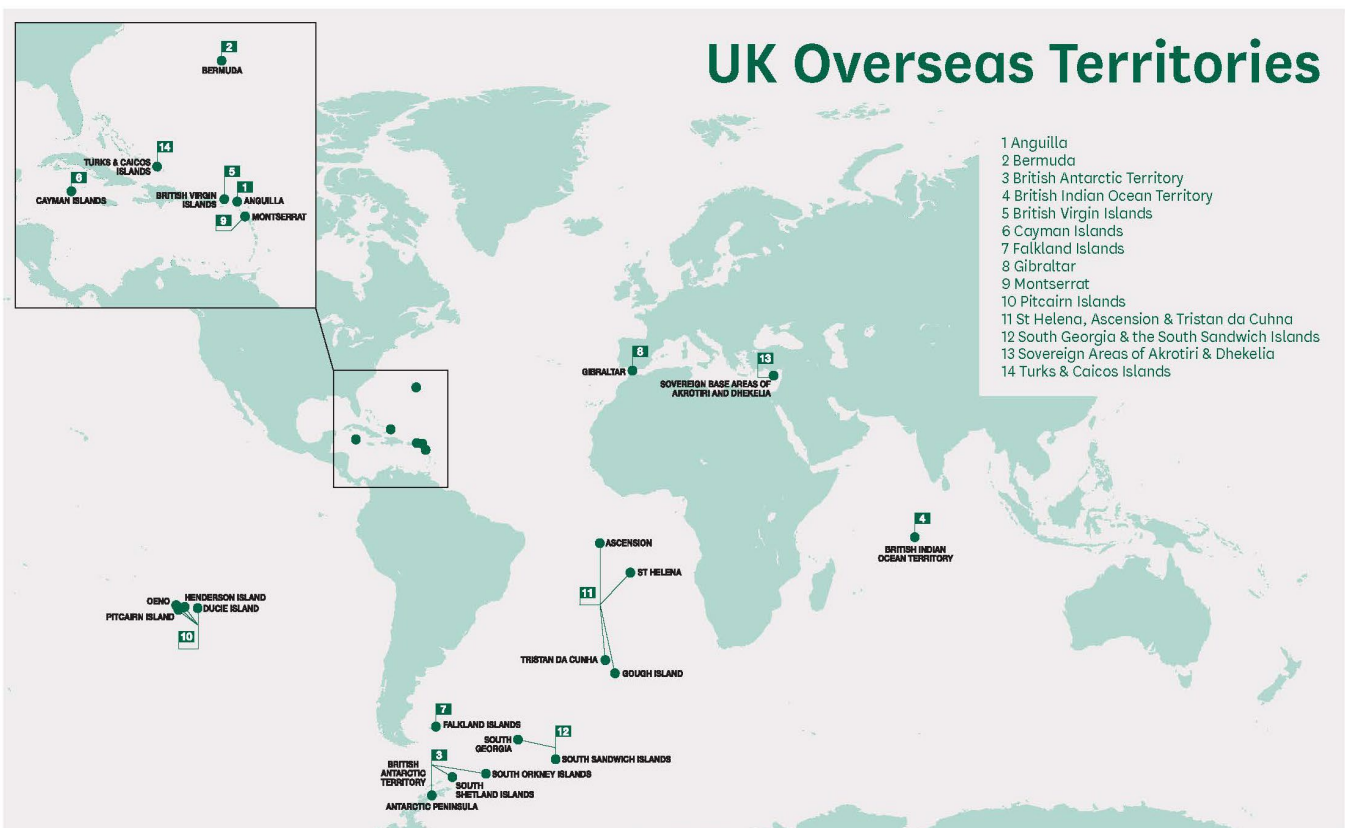 UK Overseas Territories
1 Anguilla
2 Bermuda
3 British Antarctic Territory
4 British Indian Ocean Territory
5 British Virgin Islands
6 Cayman Islands
7 Falkland Islands
8 Gibraltar
9 Montserrat
10 Pitcairn Islands
11 St Helena, Ascension & Tristan da Cuhna
12 South Georgia & the South Sandwich Islands
13 Sovereign Areas of Akrotiri & Dhekelia
14 Turks & Caicos Islands
2
BERMUDA
14
TURKS & CAICOS
ISLANDS
6
CAYMAN ISLANDS
5
BRITISH VIRGIN
ISLANDS
1
ANGUILLA
9
MONTSERRAT
8
GIBRALTAR
13
SOVEREIGN BASE AREAS OF
AKROTIRI AND DHEKELIA
4
BRITISH INDIAN
OCEAN TERRITORY
ASCENSION
ST HELENA
11
TRISTAN DA CUNHA
GOUGH ISLAND
OENO
HENDERSON ISLAND
DUCIE ISLAND
PITCAIRN ISLAND
10
7
FALKLAND ISLANDS
12
SOUTH
GEORGIA
SOUTH SANDWICH ISLANDS
3
BRITISH
ANTARCTIC
TERRITORY
SOUTH ORKNEY ISLANDS
SOUTH
SHETLAND ISLANDS
ANTARCTIC PENINSULA